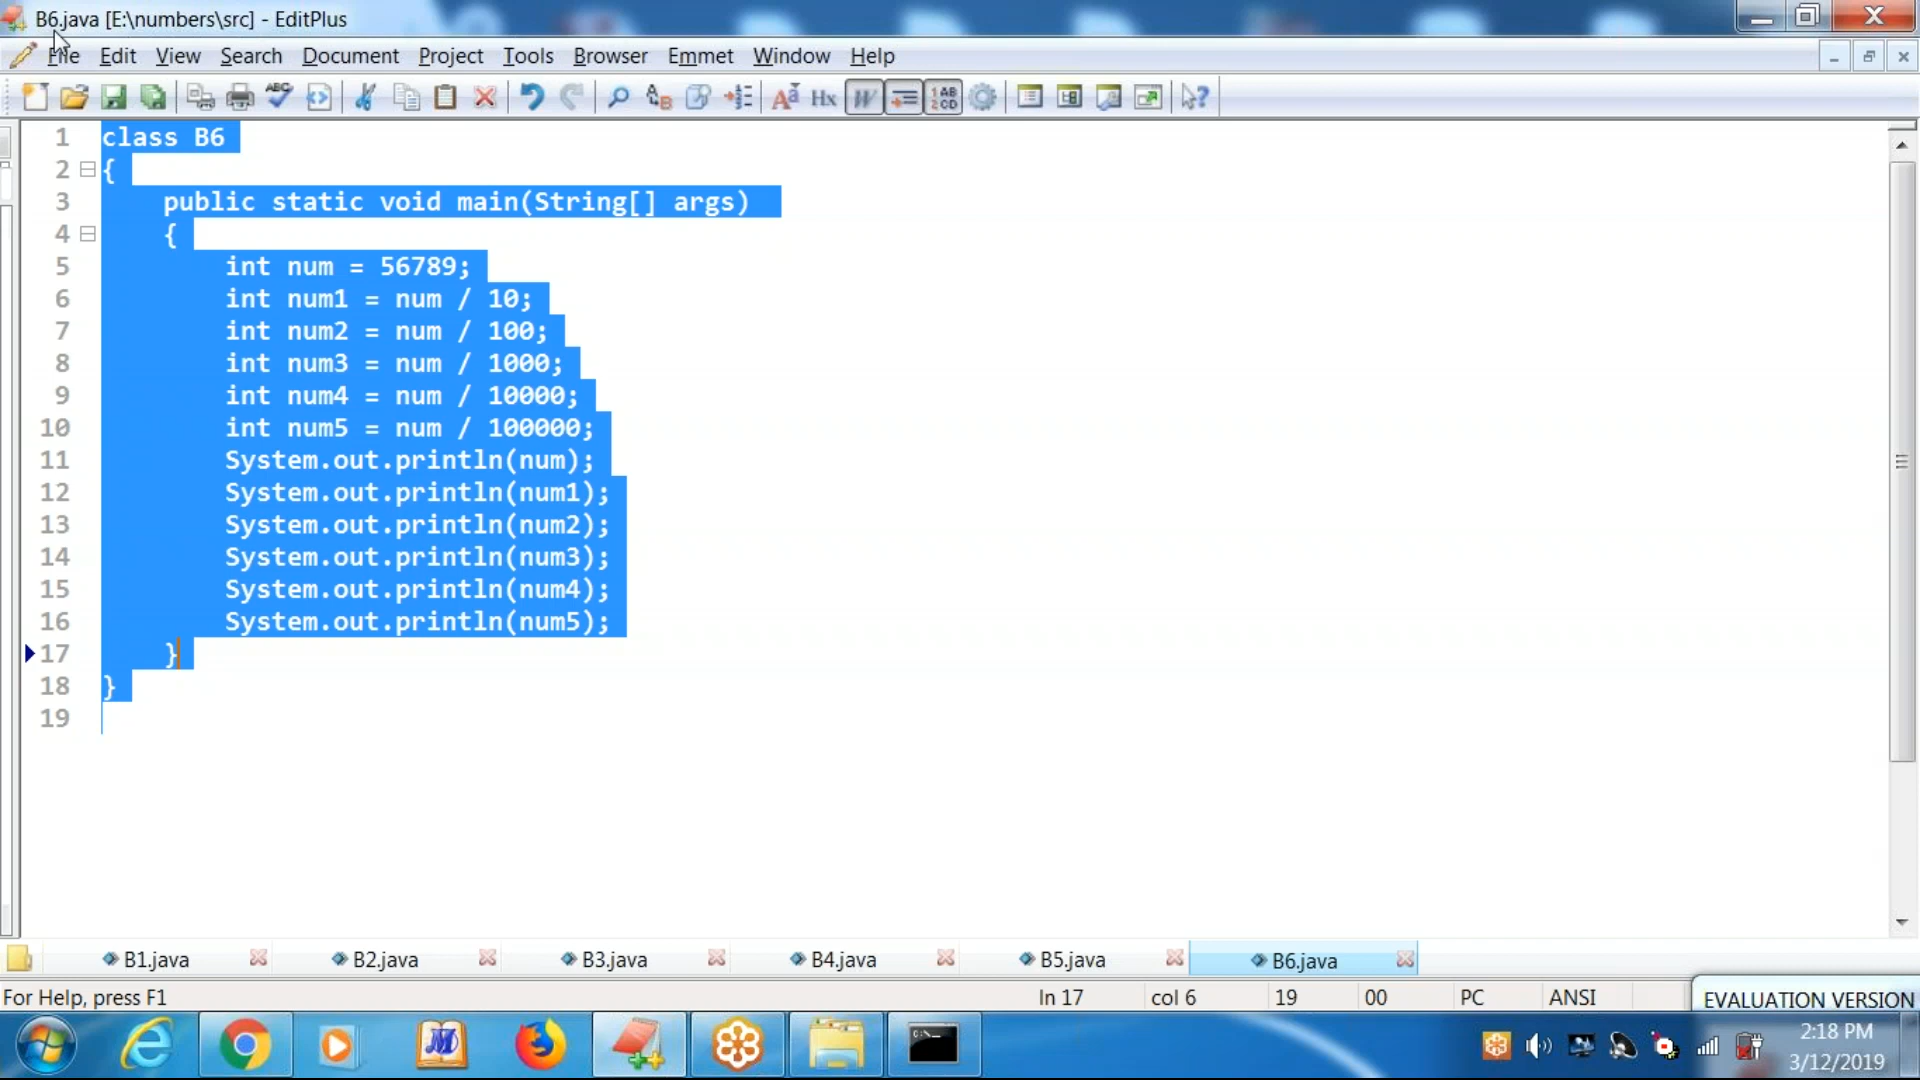 B6.java [E:\numbers\src] - EditPlus
File Edit View Search Document Project Tools Browser Emmet Window Help
1 class B6
2 {
3 public static void main(String[] args)
4 {
5 int num = 56789;
6 int num1 = num / 10;
7 int num2 = num / 100;
8 int num3 = num / 1000;
9 int num4 = num / 10000;
10 int num5 = num / 100000;
11 System.out.println(num);
12 System.out.println(num1);
13 System.out.println(num2);
14 System.out.println(num3);
15 System.out.println(num4);
16 System.out.println(num5);
17 }
18 }
19
B1.java B2.java B3.java B4.java B5.java B6.java
For Help, press F1 ln 17 col 6 19 00 PC ANSI EVALUATION VERSION
2:18 PM
3/12/2019